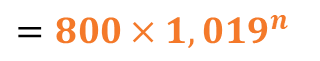 = 800 × 1,019ⁿ